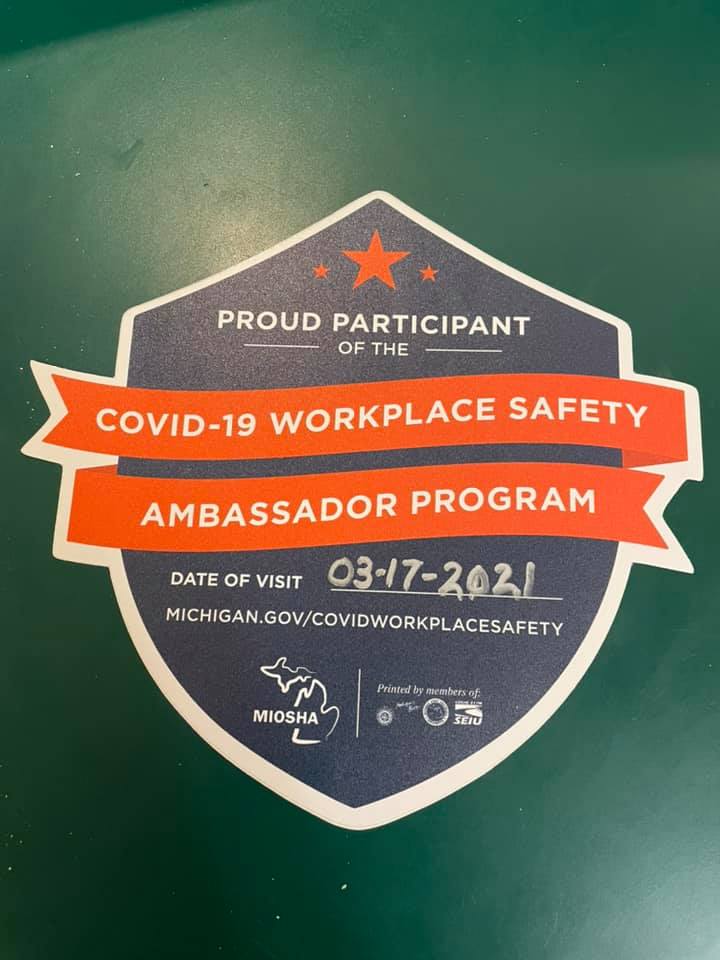 PROUD PARTICIPANT
OF THE
COVID-19 WORKPLACE SAFETY
AMBASSADOR PROGRAM
DATE OF VISIT 03-17-2021
MICHIGAN.GOV/COVIDWORKPLACESAFETY
MIOSHA
Printed by members of:
SEIU